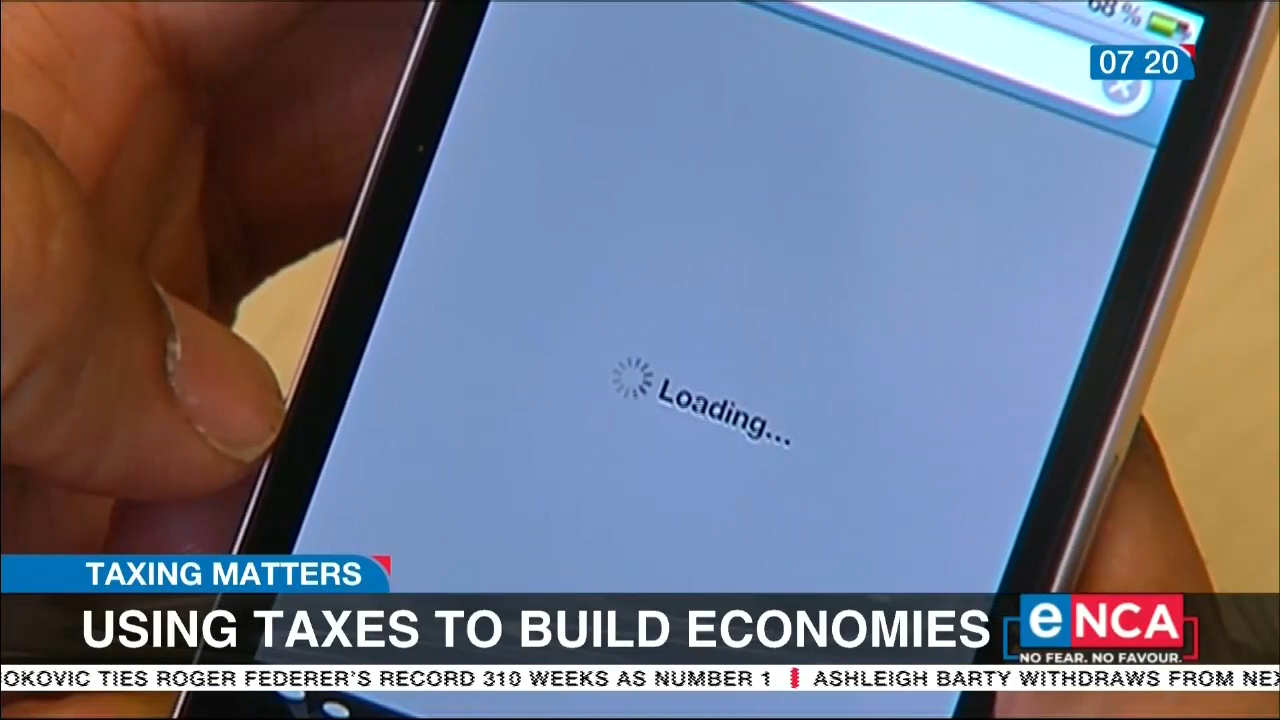 68%
07 20
Loading...
TAXING MATTERS
USING TAXES TO BUILD ECONOMIES
eNCA
NO FEAR. NO FAVOUR.
OKOVIC TIES ROGER FEDERER'S RECORD 310 WEEKS AS NUMBER 1 ASHLEIGH BARTY WITHDRAWS FROM NEX